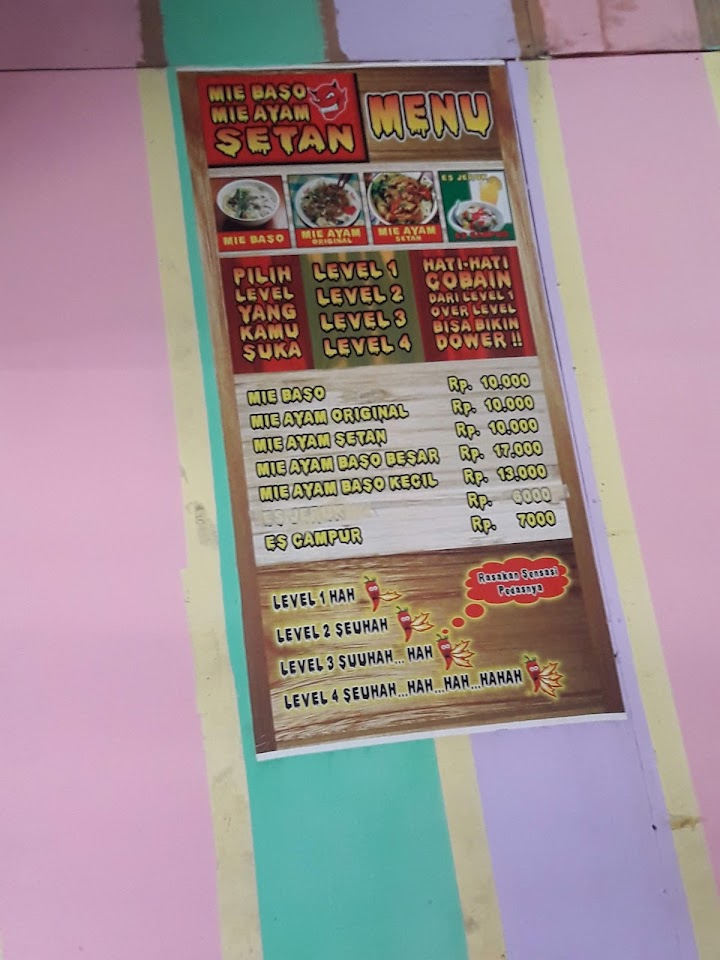 MIE BASO
MIE AYAM
SETAN
MENU
MIE BASO
MIE AYAM
ORIGINAL
MIE AYAM
SETAN
ES JERUK
PILIH
LEVEL
YANG
KAMU
SUKA
LEVEL 1
LEVEL 2
LEVEL 3
LEVEL 4
HATI-HATI
COBAIN
DARI LEVEL 1
OVER LEVEL
BISA BIKIN
DOWER !!
MIE BASO Rp. 10.000
MIE AYAM ORIGINAL Rp. 10.000
MIE AYAM SETAN Rp. 10.000
MIE AYAM BASO BESAR Rp. 17.000
MIE AYAM BASO KECIL Rp. 13.000
ES JERUK Rp. 6000
ES CAMPUR Rp. 7000
Rasakan Sensasi
Pedasnya
LEVEL 1 HAH
LEVEL 2 SEUHAH
LEVEL 3 SUUHAH... HAH
LEVEL 4 SEUHAH...HAH...HAH...HAHAH